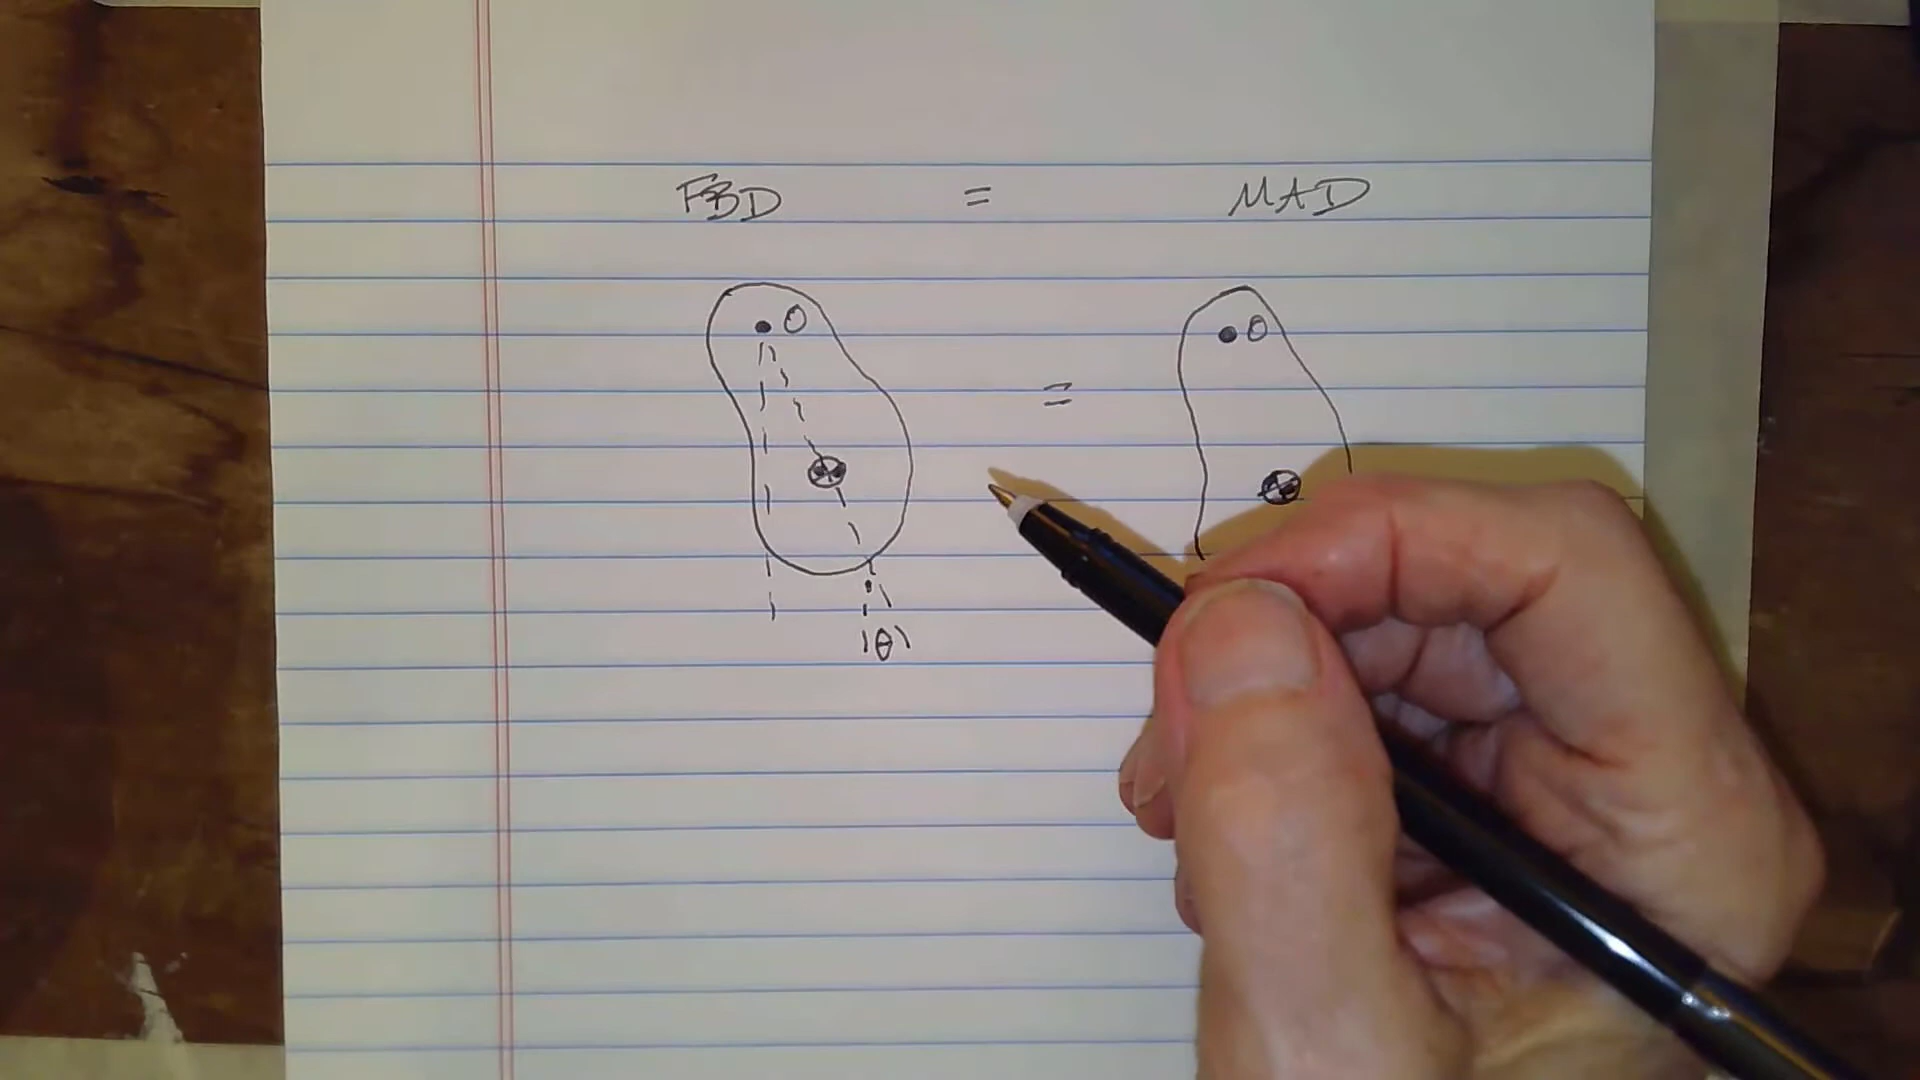 FBD = MAD
O O
=
θ